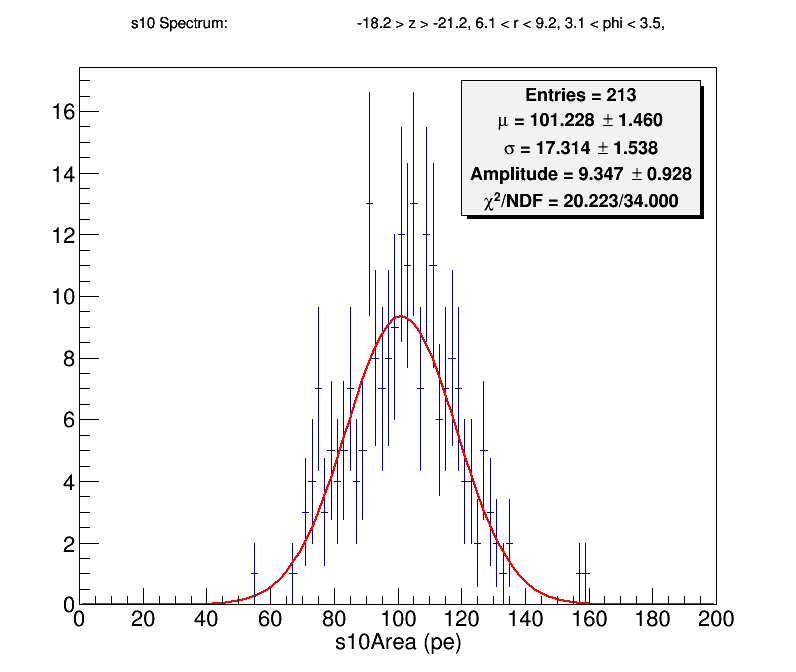 s10 Spectrum: -18.2 > z > -21.2, 6.1 < r < 9.2, 3.1 < phi < 3.5,
Entries = 213
μ = 101.228 ± 1.460
σ = 17.314 ± 1.538
Amplitude = 9.347 ± 0.928
χ²/NDF = 20.223/34.000
16
14
12
10
8
6
4
2
0
0 20 40 60 80 100 120 140 160 180 200
s10Area (pe)